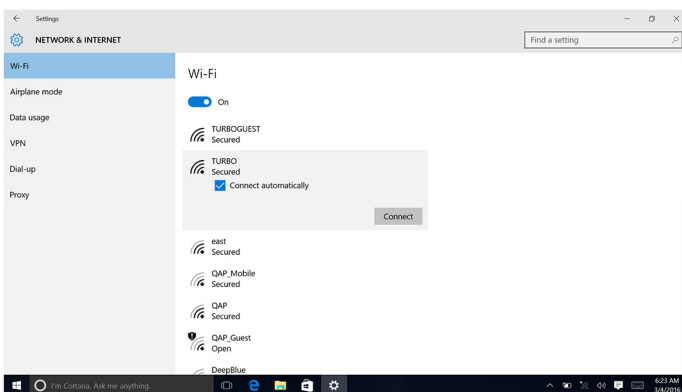 Settings
NETWORK & INTERNET
Find a setting
Wi-Fi
Airplane mode
Data usage
VPN
Dial-up
Proxy
Wi-Fi
On
TURBOGUEST
Secured
TURBO
Secured
Connect automatically
Connect
east
Secured
QAP_Mobile
Secured
QAP
Secured
QAP_Guest
Open
DeepBlue
I'm Cortana. Ask me anything.
6:23 AM
3/4/2016